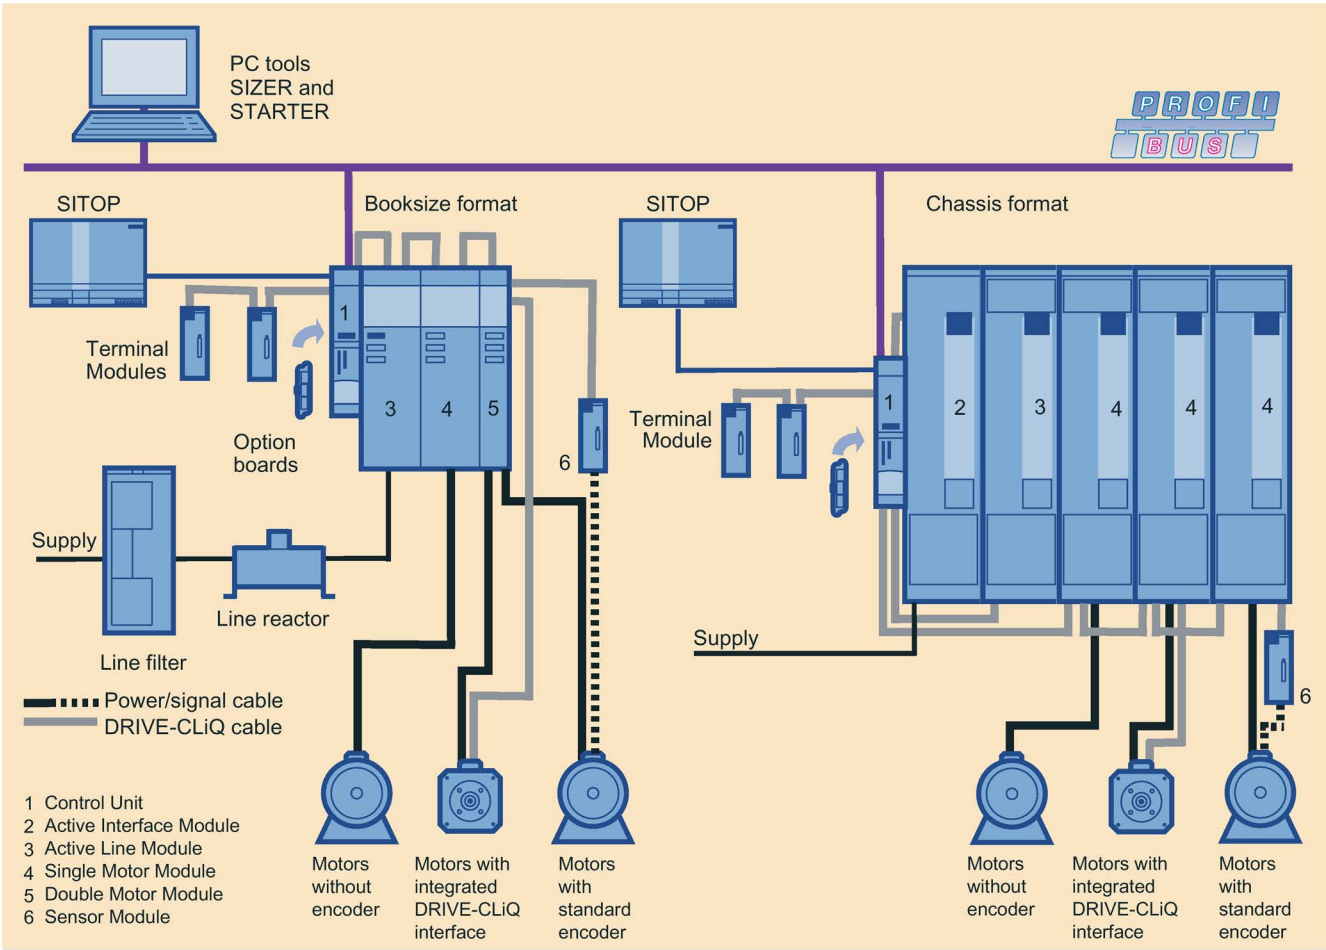 PC tools
SIZER and
STARTER
PROFI
BUS
SITOP
Booksize format
SITOP
Chassis format
1
3
4
5
Terminal
Modules
Option
boards
6
Terminal
Module
1
2
3
4
4
4
Supply
Line reactor
Line filter
Supply
6
Power/signal cable
DRIVE-CLiQ cable
1 Control Unit
2 Active Interface Module
3 Active Line Module
4 Single Motor Module
5 Double Motor Module
6 Sensor Module
Motors
without
encoder
Motors with
integrated
DRIVE-CLiQ
interface
Motors
with
standard
encoder
Motors
without
encoder
Motors with
integrated
DRIVE-CLiQ
interface
Motors
with
standard
encoder